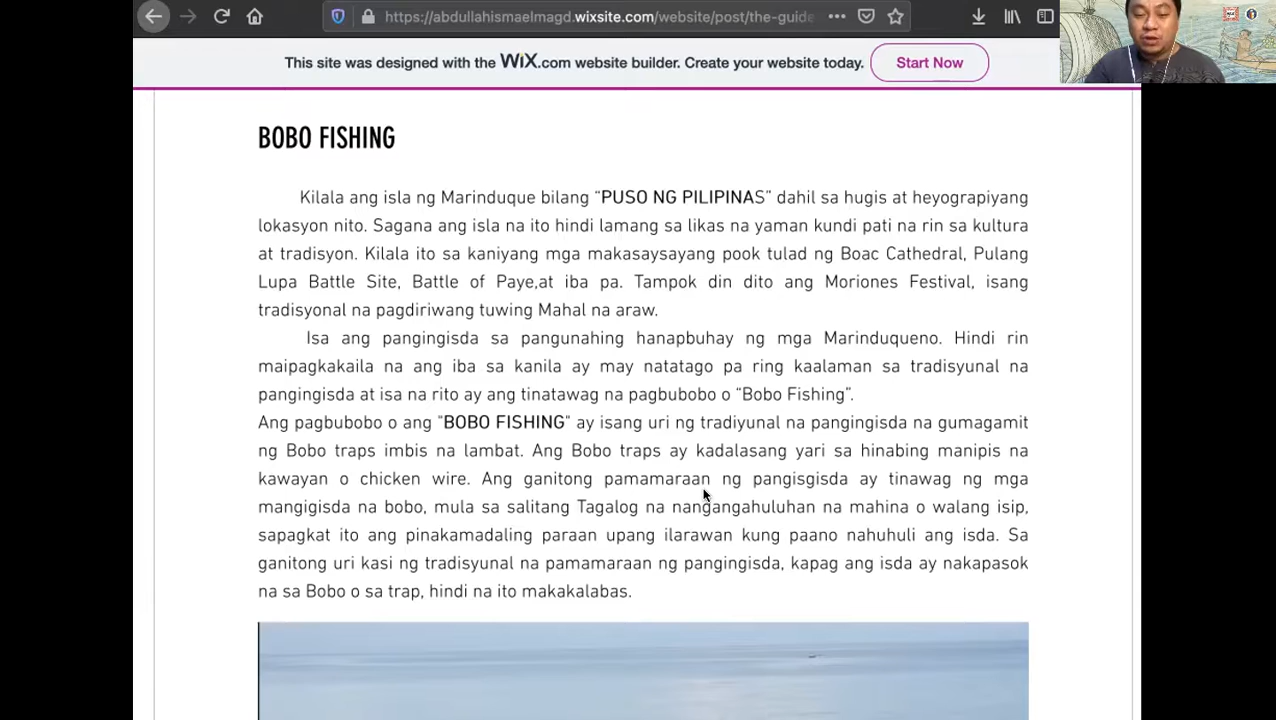 https://abdullahismaelmagd.wixsite.com/website/post/the-guide
This site was designed with the WiX.com website builder. Create your website today.
Start Now
BOBO FISHING
Kilala ang isla ng Marinduque bilang “PUSO NG PILIPINAS” dahil sa hugis at heyograpiyang
lokasyon nito. Sagana ang isla na ito hindi lamang sa likas na yaman kundi pati na rin sa kultura
at tradisyon. Kilala ito sa kaniyang mga makasaysayang pook tulad ng Boac Cathedral, Pulang
Lupa Battle Site, Battle of Paye,at iba pa. Tampok din dito ang Moriones Festival, isang
tradisyonal na pagdiriwang tuwing Mahal na araw.
Isa ang pangingisda sa pangunahing hanapbuhay ng mga Marinduqueno. Hindi rin
maipagkakaila na ang iba sa kanila ay may natatago pa ring kaalaman sa tradisyunal na
pangingisda at isa na rito ay ang tinatawag na pagbubobo o “Bobo Fishing”.
Ang pagbubobo o ang "BOBO FISHING" ay isang uri ng tradiyunal na pangingisda na gumagamit
ng Bobo traps imbis na lambat. Ang Bobo traps ay kadalasang yari sa hinabing manipis na
kawayan o chicken wire. Ang ganitong pamamaraan ng pangisgisda ay tinawag ng mga
mangigisda na bobo, mula sa salitang Tagalog na nangangahuluhan na mahina o walang isip,
sapagkat ito ang pinakamadaling paraan upang ilarawan kung paano nahuhuli ang isda. Sa
ganitong uri kasi ng tradisyunal na pamamaraan ng pangingisda, kapag ang isda ay nakapasok
na sa Bobo o sa trap, hindi na ito makakalabas.